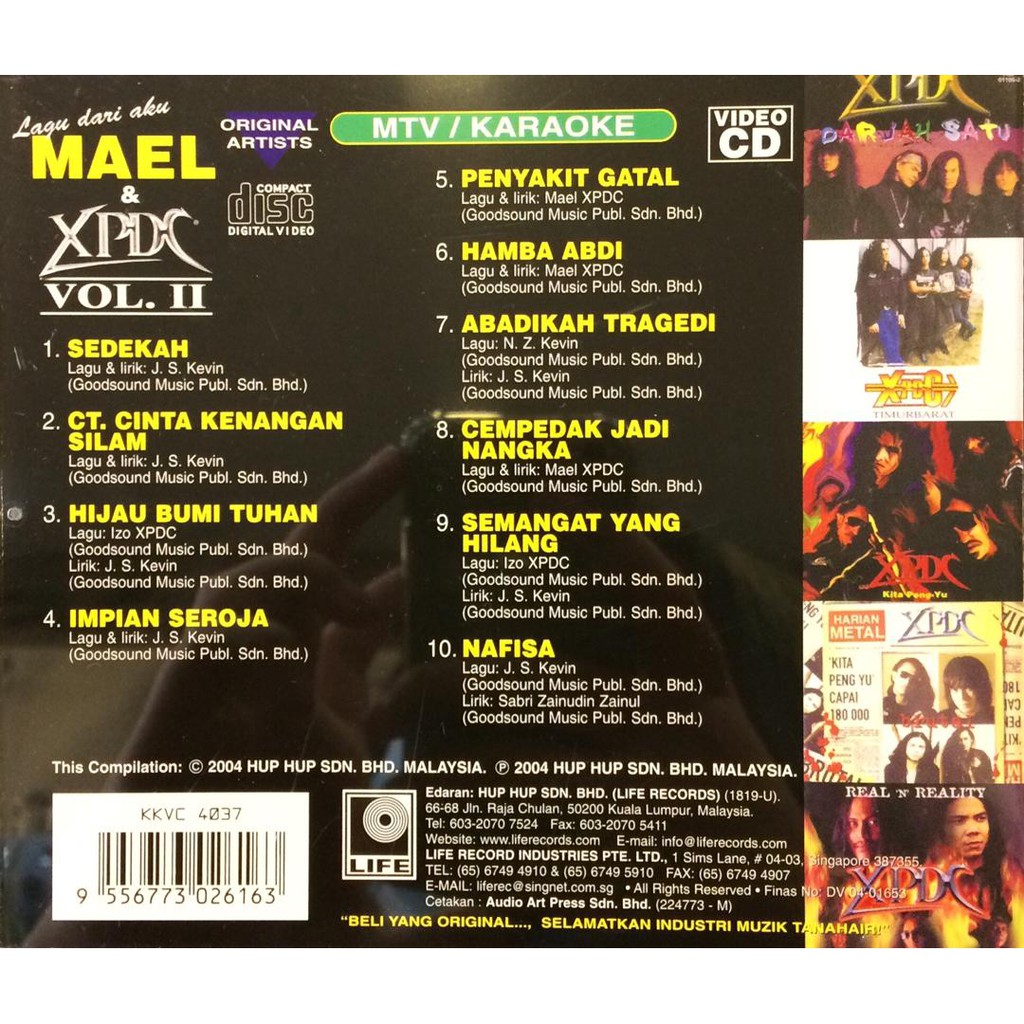 Lagu dari aku
MAEL
&
XPDC
VOL. II
ORIGINAL
ARTISTS
COMPACT
disc
DIGITAL VIDEO
MTV / KARAOKE
VIDEO
CD
1. SEDEKAH
Lagu & lirik: J. S. Kevin
(Goodsound Music Publ. Sdn. Bhd.)
2. CT. CINTA KENANGAN
SILAM
Lagu & lirik: J. S. Kevin
(Goodsound Music Publ. Sdn. Bhd.)
3. HIJAU BUMI TUHAN
Lagu: Izo XPDC
(Goodsound Music Publ. Sdn. Bhd.)
Lirik: J. S. Kevin
(Goodsound Music Publ. Sdn. Bhd.)
4. IMPIAN SEROJA
Lagu & lirik: J. S. Kevin
(Goodsound Music Publ. Sdn. Bhd.)
5. PENYAKIT GATAL
Lagu & lirik: Mael XPDC
(Goodsound Music Publ. Sdn. Bhd.)
6. HAMBA ABDI
Lagu & lirik: Mael XPDC
(Goodsound Music Publ. Sdn. Bhd.)
7. ABADIKAH TRAGEDI
Lagu: N. Z. Kevin
(Goodsound Music Publ. Sdn. Bhd.)
Lirik: J. S. Kevin
(Goodsound Music Publ. Sdn. Bhd.)
8. CEMPEDAK JADI
NANGKA
Lagu & lirik: Mael XPDC
(Goodsound Music Publ. Sdn. Bhd.)
9. SEMANGAT YANG
HILANG
Lagu: Izo XPDC
(Goodsound Music Publ. Sdn. Bhd.)
Lirik: J. S. Kevin
(Goodsound Music Publ. Sdn. Bhd.)
10. NAFISA
Lagu: J. S. Kevin
(Goodsound Music Publ. Sdn. Bhd.)
Lirik: Sabri Zainudin Zainul
(Goodsound Music Publ. Sdn. Bhd.)
XPDC
DARJAH SATU
XPDC
TIMURBARAT
XPDC
Kita Peng-Yu
HARIAN
METAL
XPDC
'KITA
PENG YU'
CAPAI
180 000
brutal
REAL 'N' REALITY
XPDC
This Compilation: © 2004 HUP HUP SDN. BHD. MALAYSIA. ℗ 2004 HUP HUP SDN. BHD. MALAYSIA.
KKVC 4037
9 556773 026163
LIFE
Edaran: HUP HUP SDN. BHD. (LIFE RECORDS) (1819-U).
66-68 Jln. Raja Chulan, 50200 Kuala Lumpur, Malaysia.
Tel: 603-2070 7524 Fax: 603-2070 5411
Website: www.liferecords.com E-mail: info@liferecords.com
LIFE RECORD INDUSTRIES PTE. LTD., 1 Sims Lane, # 04-03, Singapore 387355.
TEL: (65) 6749 4910 & (65) 6749 5910 FAX: (65) 6749 4907
E-MAIL: liferec@singnet.com.sg • All Rights Reserved • Finas No: DV 04-01653
Cetakan : Audio Art Press Sdn. Bhd. (224773 - M)
"BELI YANG ORIGINAL..., SELAMATKAN INDUSTRI MUZIK TANAHAIR!"